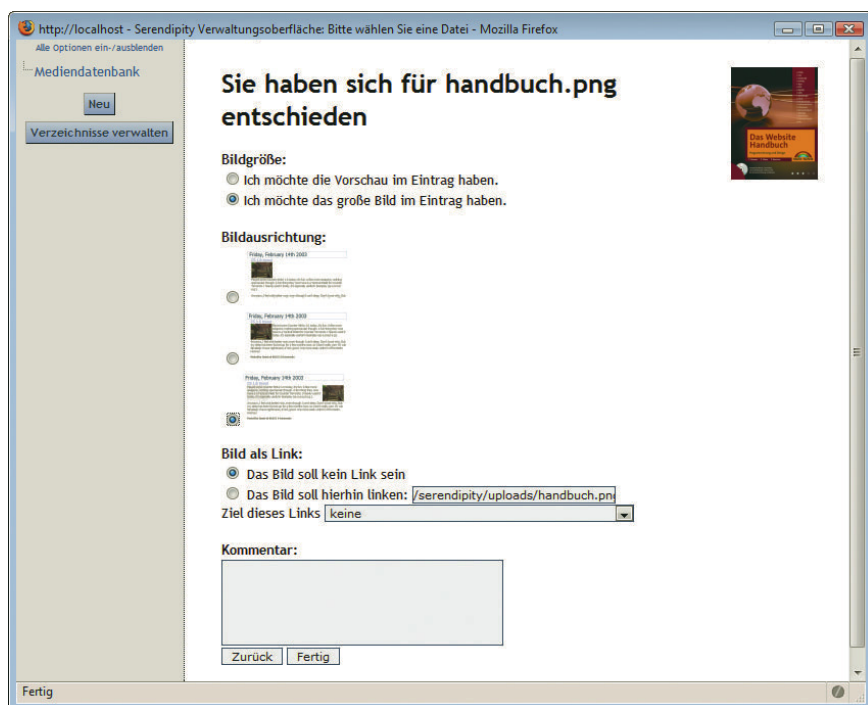 http://localhost - Serendipity Verwaltungsoberfläche: Bitte wählen Sie eine Datei - Mozilla Firefox
Alle Optionen ein-/ausblenden
Mediendatenbank
Neu
Verzeichnisse verwalten
Sie haben sich für handbuch.png
entschieden
Das Website
Handbuch
Bildgröße:
Ich möchte die Vorschau im Eintrag haben.
Ich möchte das große Bild im Eintrag haben.
Bildausrichtung:
Friday, February 14th 2003
Friday, February 14th 2003
Friday, February 14th 2003
Bild als Link:
Das Bild soll kein Link sein
Das Bild soll hierhin linken: /serendipity/uploads/handbuch.png
Ziel dieses Links keine
Kommentar:
Zurück Fertig
Fertig